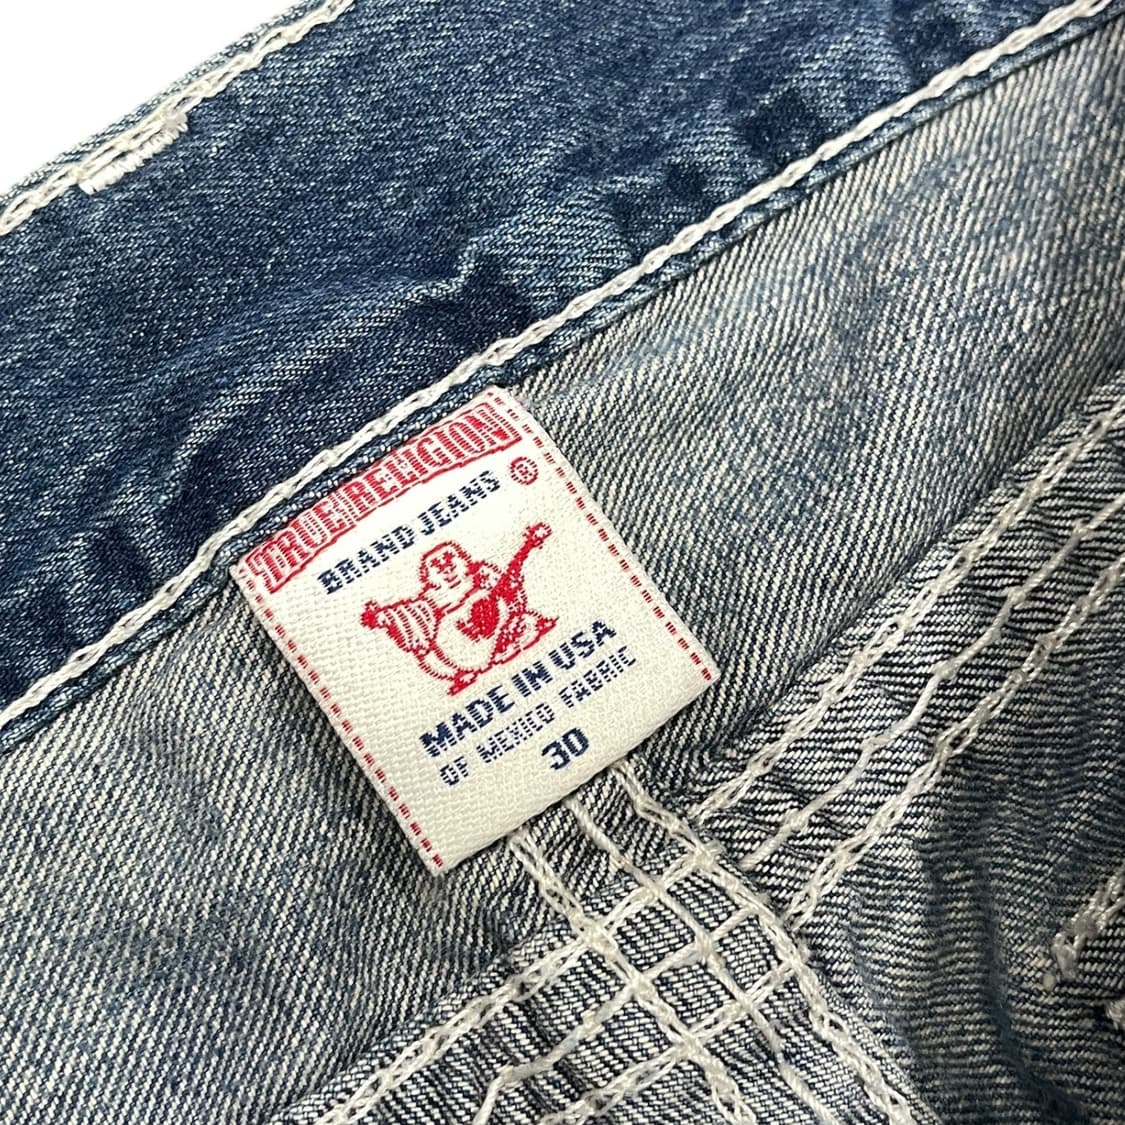 TRUE RELIGION
BRAND JEANS ®
MADE IN USA
OF MEXICO FABRIC
30